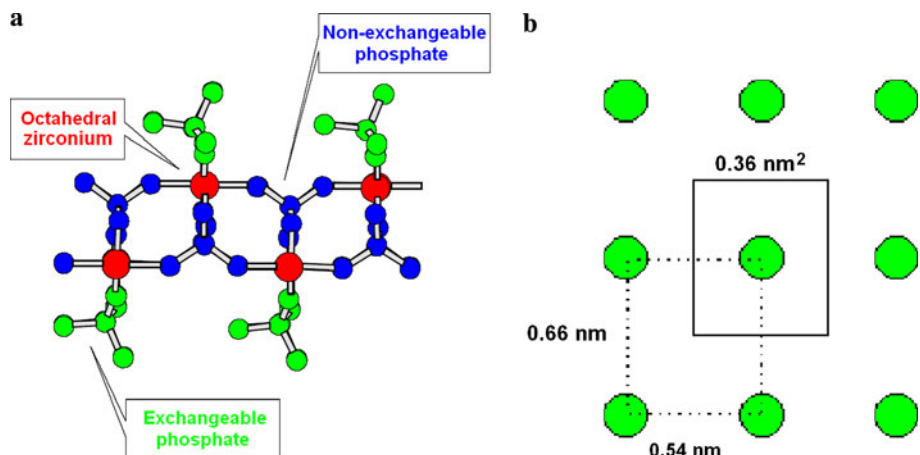 a
Non-exchangeable
phosphate
Octahedral
zirconium
Exchangeable
phosphate
b
0.36 nm²
0.66 nm
0.54 nm